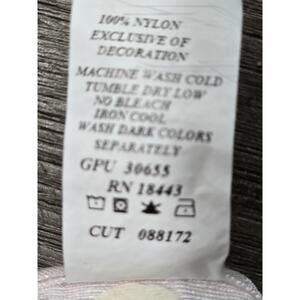 100% NYLON
EXCLUSIVE OF
DECORATION
MACHINE WASH COLD
TUMBLE DRY LOW
NO BLEACH
IRON COOL
WASH DARK COLORS
SEPARATELY
GPU 30655
RN 18443
CUT 088172